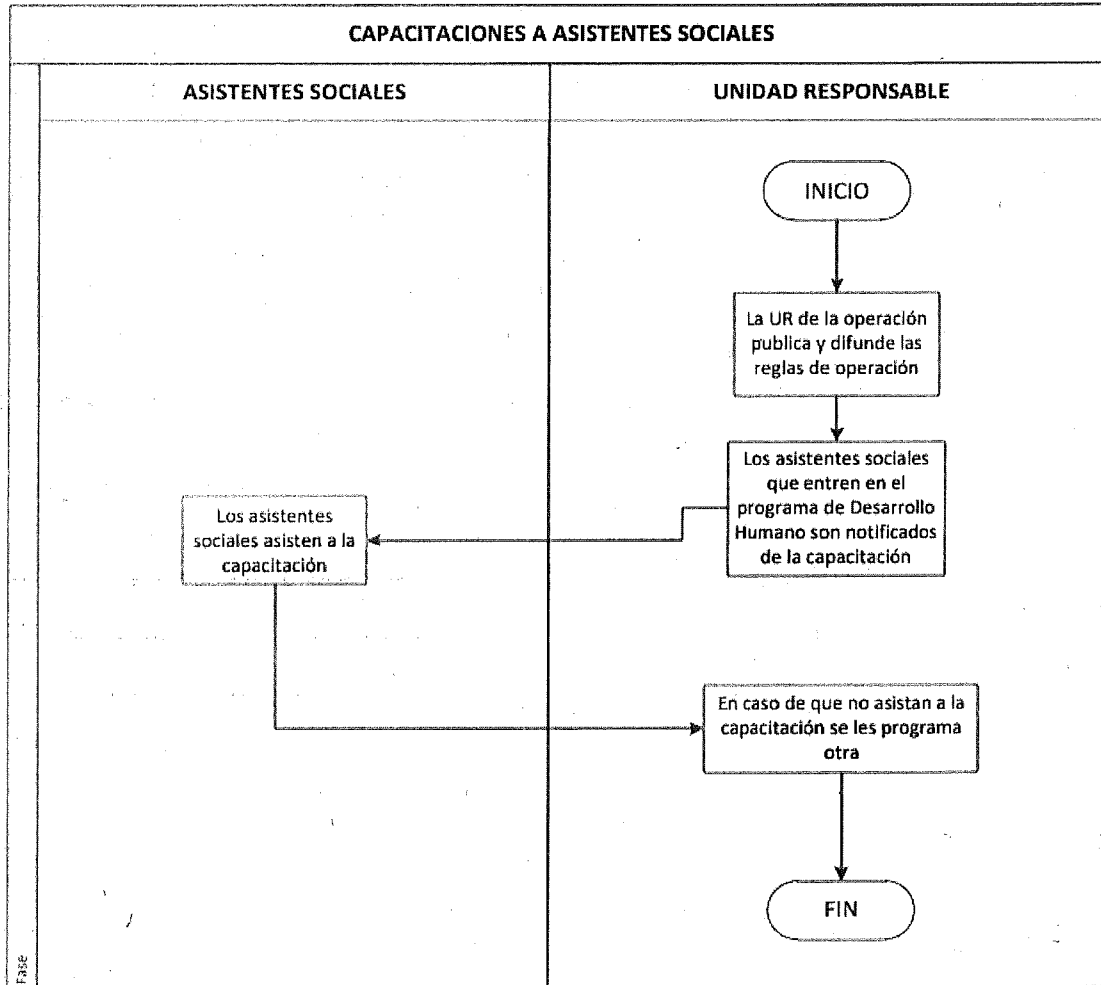 CAPACITACIONES A ASISTENTES SOCIALES
ASISTENTES SOCIALES
UNIDAD RESPONSABLE
INICIO
La UR de la operación
publica y difunde las
reglas de operación
Los asistentes sociales
que entren en el
programa de Desarrollo
Humano son notificados
de la capacitación
Los asistentes
sociales asisten a la
capacitación
En caso de que no asistan a la
capacitación se les programa
otra
FIN
Fase